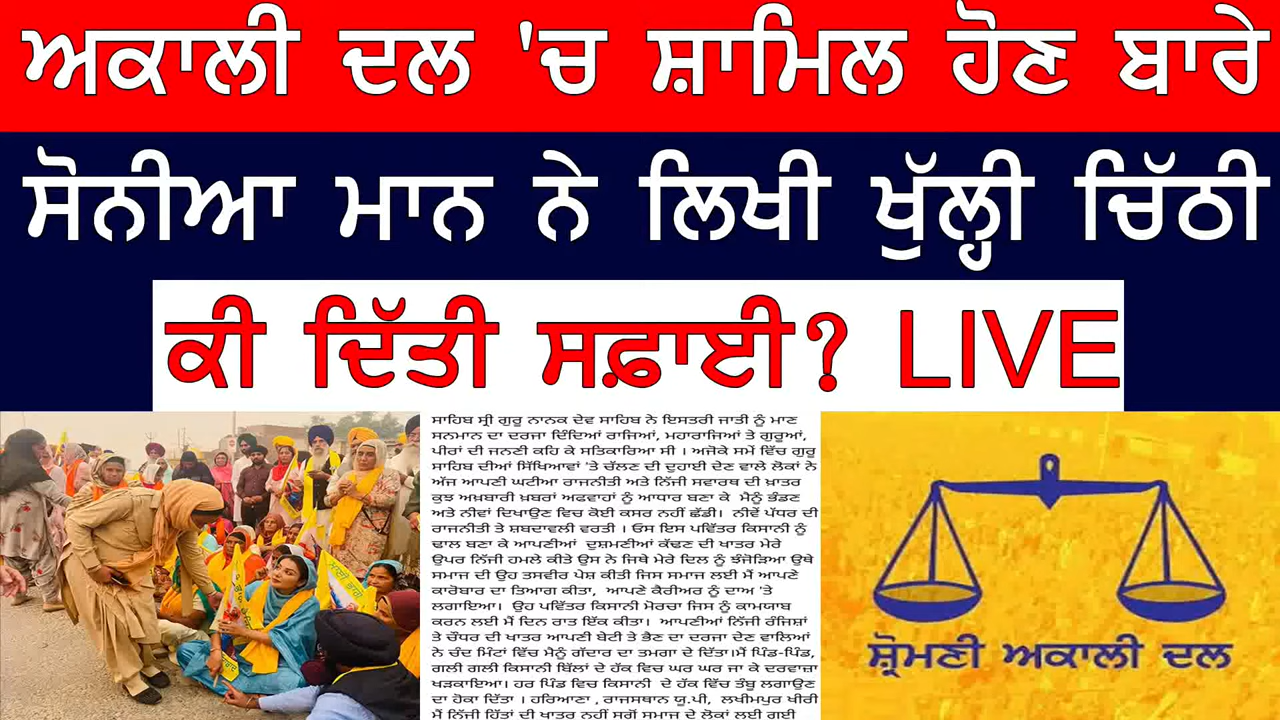 ਅਕਾਲੀ ਦਲ 'ਚ ਸ਼ਾਮਿਲ ਹੋਣ ਬਾਰੇ
ਸੋਨੀਆ ਮਾਨ ਨੇ ਲਿਖੀ ਖੁੱਲ੍ਹੀ ਚਿੱਠੀ
ਕੀ ਦਿੱਤੀ ਸਫ਼ਾਈ? LIVE
ਸਾਹਿਬ ਸ੍ਰੀ ਗੁਰੂ ਨਾਨਕ ਦੇਵ ਸਾਹਿਬ ਨੇ ਇਸਤਰੀ ਜਾਤੀ ਨੂੰ ਮਾਣ
ਸਨਮਾਨ ਦਾ ਦਰਜਾ ਦਿੰਦਿਆਂ ਰਾਜਿਆਂ, ਮਹਾਰਾਜਿਆਂ ਤੇ ਗੁਰੂਆਂ,
ਪੀਰਾਂ ਦੀ ਜਨਣੀ ਕਹਿ ਕੇ ਸਤਿਕਾਰਿਆ ਸੀ । ਅਜੋਕੇ ਸਮੇਂ ਵਿੱਚ ਗੁਰੂ
ਸਾਹਿਬ ਦੀਆਂ ਸਿੱਖਿਆਵਾਂ 'ਤੇ ਚੱਲਣ ਦੀ ਦੁਹਾਈ ਦੇਣ ਵਾਲੇ ਲੋਕਾਂ ਨੇ
ਅੱਜ ਆਪਣੀ ਘਟੀਆ ਰਾਜਨੀਤੀ ਅਤੇ ਨਿੱਜੀ ਸਵਾਰਥ ਦੀ ਖ਼ਾਤਰ
ਕੁਝ ਅਖ਼ਬਾਰੀ ਖ਼ਬਰਾਂ ਅਫਵਾਹਾਂ ਨੂੰ ਆਧਾਰ ਬਣਾ ਕੇ ਮੈਨੂੰ ਭੰਡਣ
ਅਤੇ ਨੀਵਾਂ ਦਿਖਾਉਣ ਵਿਚ ਕੋਈ ਕਸਰ ਨਹੀਂ ਛੱਡੀ। ਨੀਵੇਂ ਪੱਧਰ ਦੀ
ਰਾਜਨੀਤੀ ਤੇ ਸ਼ਬਦਾਵਲੀ ਵਰਤੀ । ਓਸ ਇਸ ਪਵਿੱਤਰ ਕਿਸਾਨੀ ਨੂੰ
ਢਾਲ ਬਣਾ ਕੇ ਆਪਣੀਆਂ ਦੁਸ਼ਮਣੀਆਂ ਕੱਢਣ ਦੀ ਖਾਤਰ ਮੇਰੇ
ਉਪਰ ਨਿੱਜੀ ਹਮਲੇ ਕੀਤੇ ਉਸ ਨੇ ਜਿਥੇ ਮੇਰੇ ਦਿਲ ਨੂੰ ਝੰਜੋੜਿਆ ਉਥੇ
ਸਮਾਜ ਦੀ ਉਹ ਤਸਵੀਰ ਪੇਸ਼ ਕੀਤੀ ਜਿਸ ਸਮਾਜ ਲਈ ਮੈਂ ਆਪਣੇ
ਕਾਰੋਬਾਰ ਦਾ ਤਿਆਗ ਕੀਤਾ, ਆਪਣੇ ਕੈਰੀਅਰ ਨੂੰ ਦਾਅ 'ਤੇ
ਲਗਾਇਆ। ਉਹ ਪਵਿੱਤਰ ਕਿਸਾਨੀ ਮੋਰਚਾ ਜਿਸ ਨੂੰ ਕਾਮਯਾਬ
ਕਰਨ ਲਈ ਮੈਂ ਦਿਨ ਰਾਤ ਇੱਕ ਕੀਤਾ। ਆਪਣੀਆਂ ਨਿੱਜੀ ਰੰਜਿਸ਼ਾਂ
ਤੇ ਚੌਧਰ ਦੀ ਖਾਤਰ ਆਪਣੀ ਬੇਟੀ ਤੇ ਭੈਣ ਦਾ ਦਰਜਾ ਦੇਣ ਵਾਲਿਆਂ
ਨੇ ਚੰਦ ਮਿੰਟਾਂ ਵਿੱਚ ਮੈਨੂੰ ਗੱਦਾਰ ਦਾ ਤਮਗਾ ਦੇ ਦਿੱਤਾ।ਮੈਂ ਪਿੰਡ-ਪਿੰਡ,
ਗਲੀ ਗਲੀ ਕਿਸਾਨੀ ਬਿੱਲਾਂ ਦੇ ਹੱਕ ਵਿਚ ਘਰ ਘਰ ਜਾ ਕੇ ਦਰਵਾਜ਼ਾ
ਖੜਕਾਇਆ। ਹਰ ਪਿੰਡ ਵਿਚ ਕਿਸਾਨੀ ਦੇ ਹੱਕ ਵਿੱਚ ਤੰਬੂ ਲਗਾਉਣ
ਦਾ ਹੋਕਾ ਦਿੱਤਾ । ਹਰਿਆਣਾ , ਰਾਜਸਥਾਨ ਯੂ.ਪੀ, ਲਖੀਮਪੁਰ ਖੀਰੀ
ਮੈਂ ਨਿੱਜੀ ਹਿੱਤਾਂ ਦੀ ਖਾਤਰ ਨਹੀਂ ਸਗੋਂ ਸਮਾਜ ਦੇ ਲੋਕਾਂ ਲਈ ਗਈ
ਸ਼੍ਰੋਮਣੀ ਅਕਾਲੀ ਦਲ